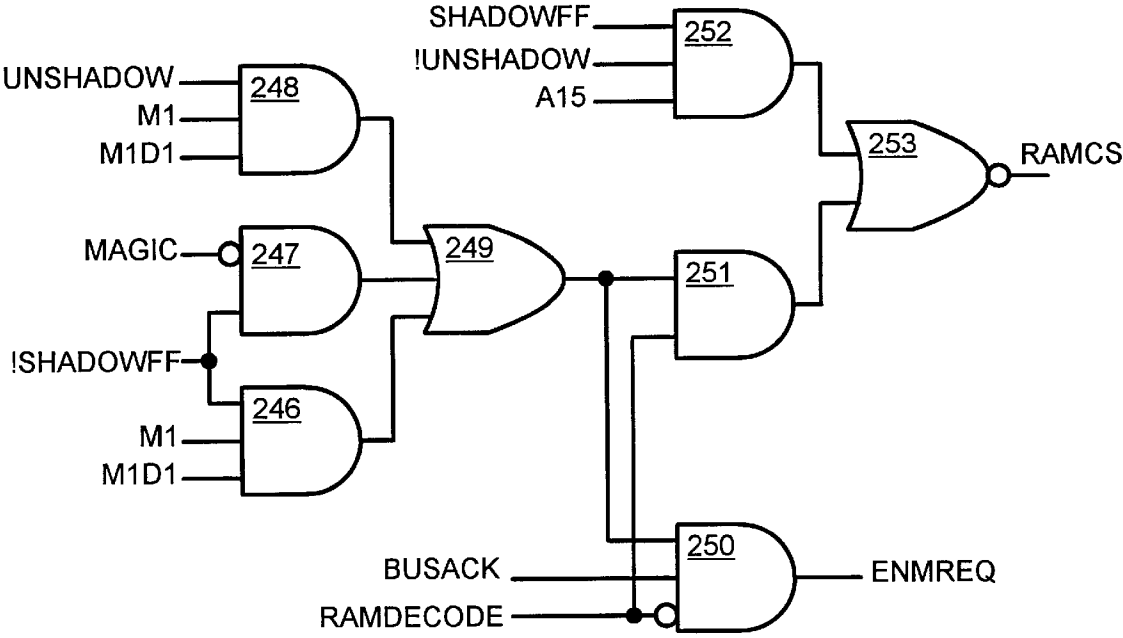 SHADOWFF
!UNSHADOW
A15
252
UNSHADOW
M1
M1D1
248
253
RAMCS
MAGIC
247
249
251
!SHADOWFF
246
M1
M1D1
250
BUSACK
ENMREQ
RAMDECODE